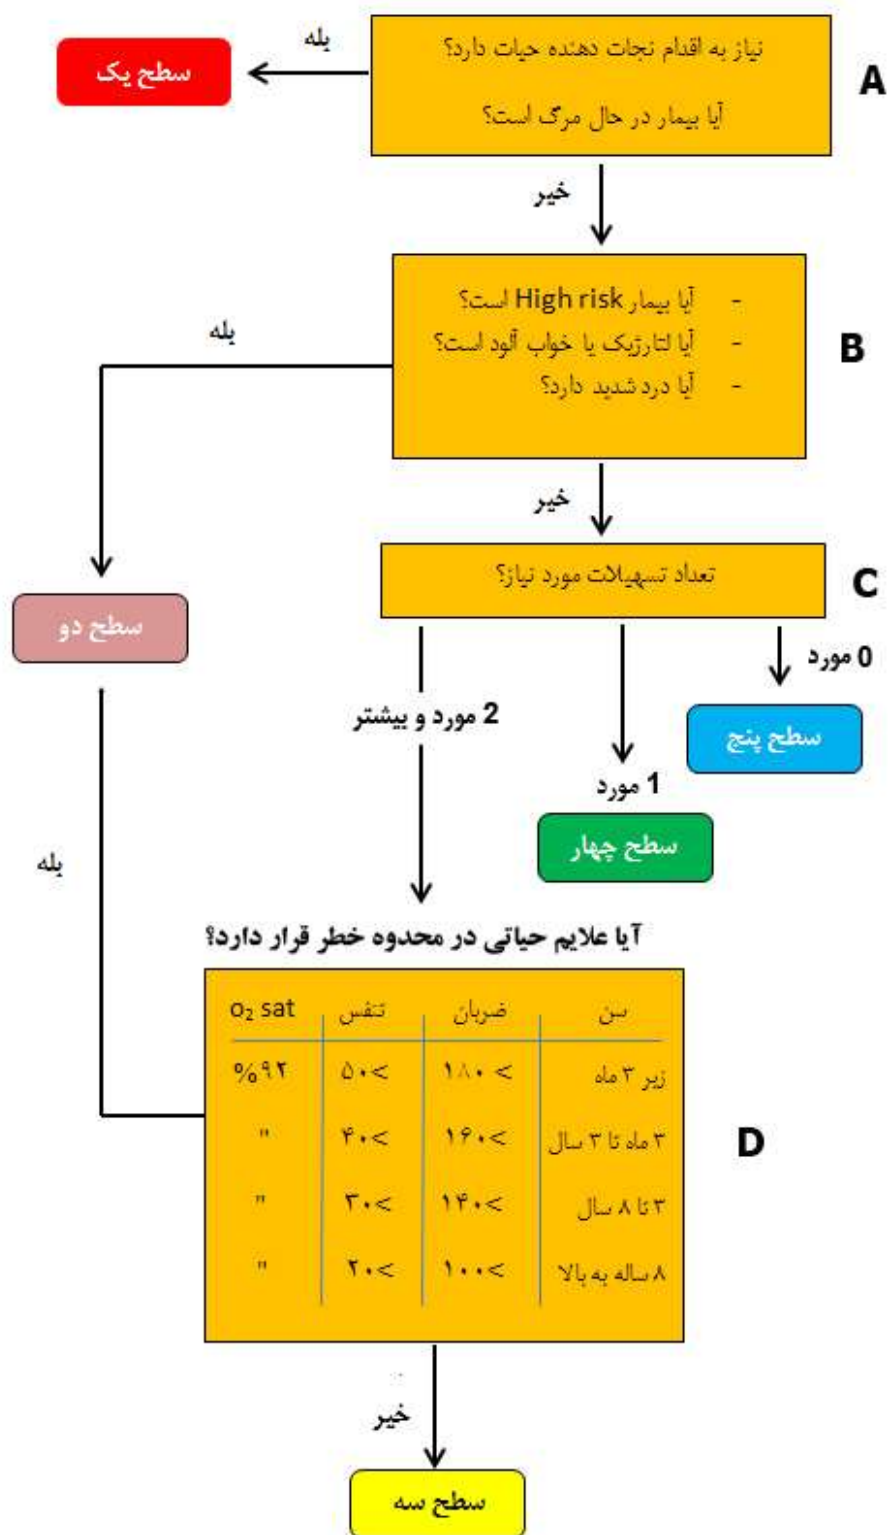 نیاز به اقدام نجات دهنده حیات دارد؟
آیا بیمار در حال مرگ است؟
A
بله
سطح یک
خیر
- آیا بیمار High risk است؟
- آیا لتارژیک یا خواب آلود است؟
- آیا درد شدید دارد؟
B
بله
سطح دو
خیر
تعداد تسهیلات مورد نیاز؟
C
0 مورد
سطح پنج
1 مورد
سطح چهار
2 مورد و بیشتر
بله
آیا علایم حیاتی در محدوده خطر قرار دارد؟
سن ضربان تنفس o₂ sat
زیر ۳ ماه >۱۸۰< >۵۰< %۹۲
۳ ماه تا ۳ سال >۱۶۰< >۴۰< "
۳ تا ۸ سال >۱۴۰< >۳۰< "
۸ ساله به بالا >۱۰۰< >۲۰< "
D
خیر
سطح سه